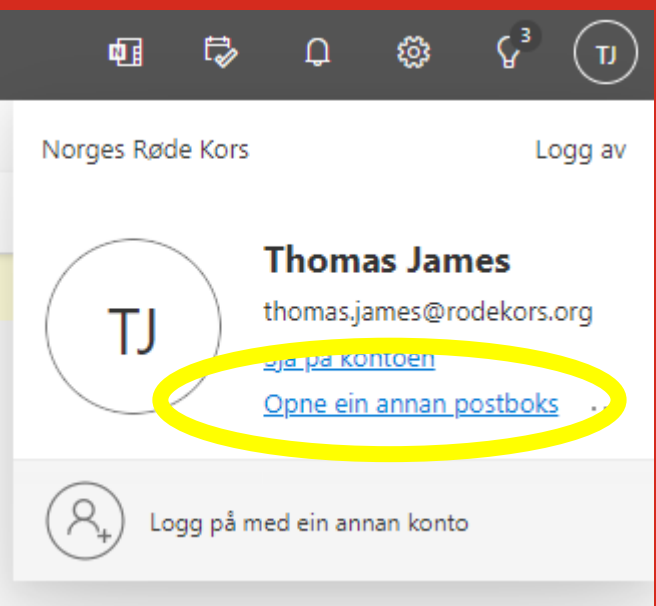 3
TJ
Norges Røde Kors
Logg av
Thomas James
thomas.james@rodekors.org
TJ
Sjå på kontoen
Opne ein annan postboks ...
Logg på med ein annan konto